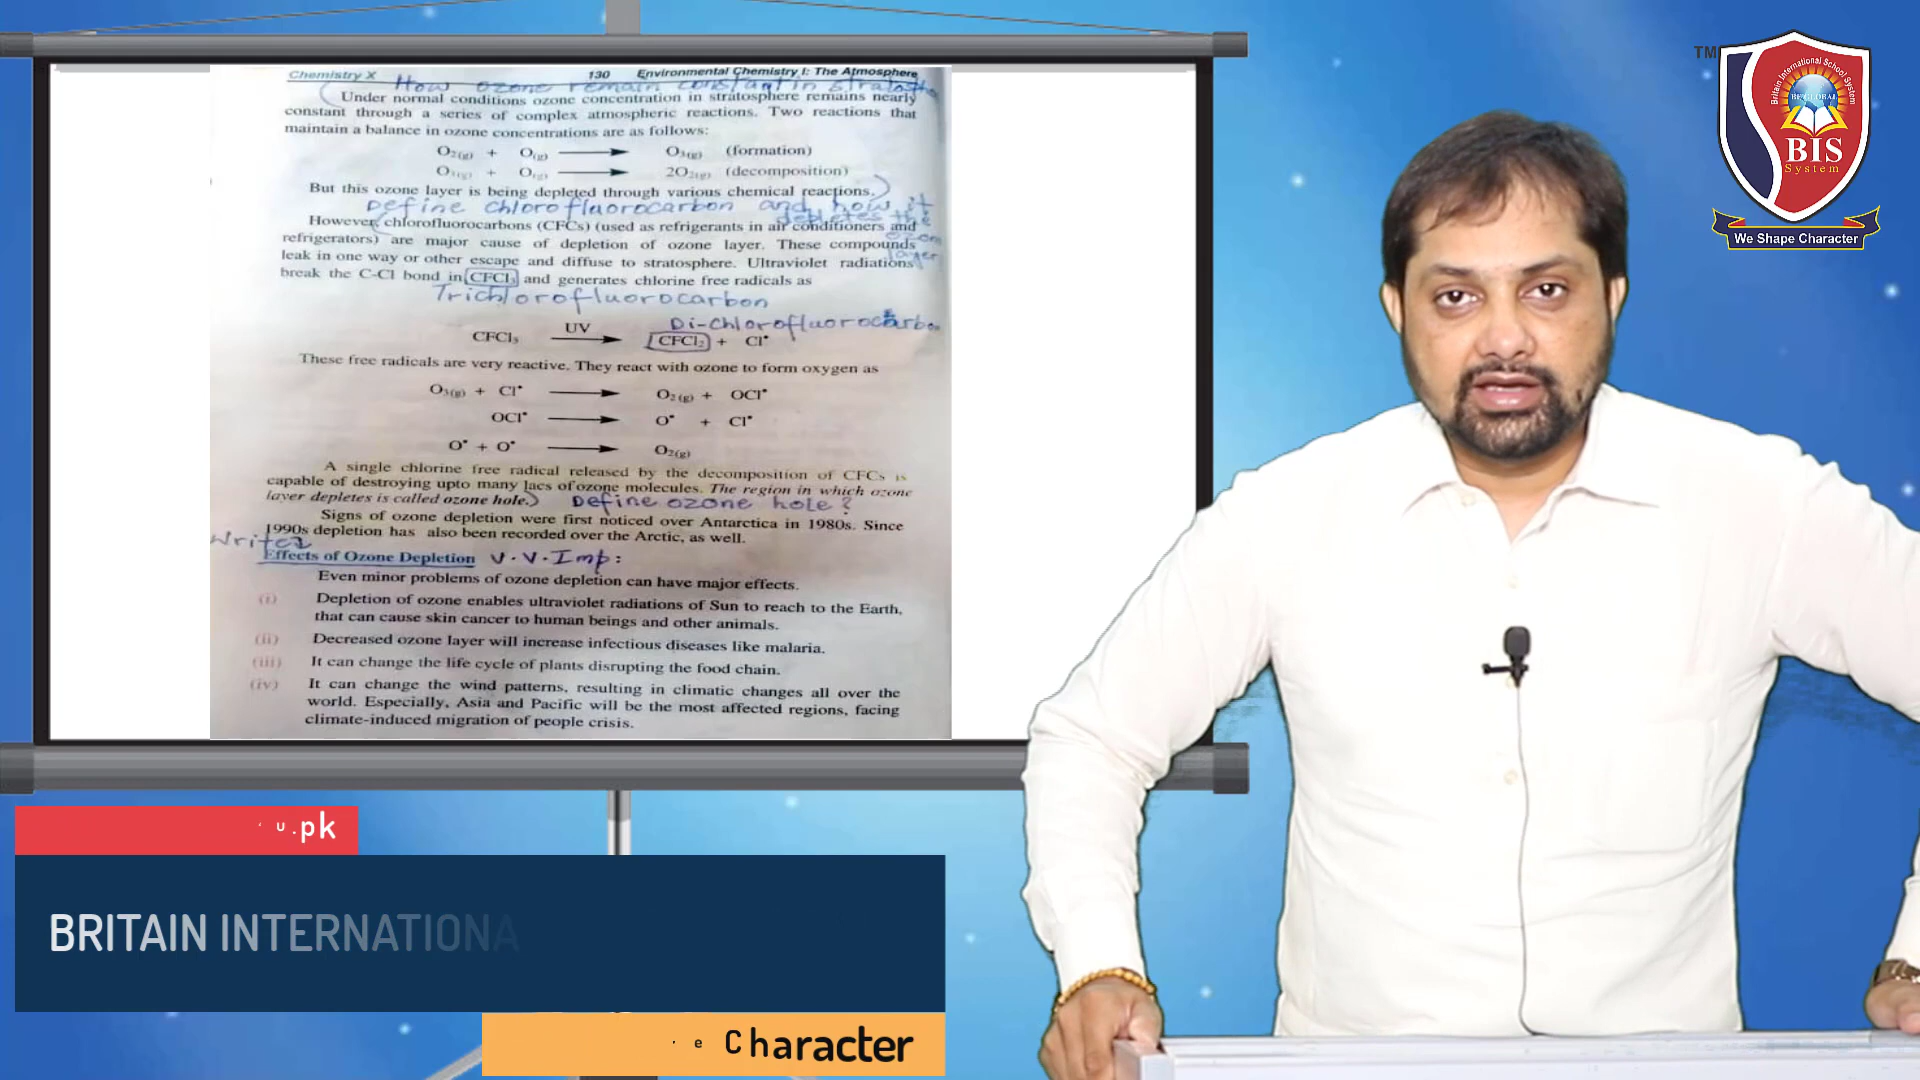 Chemistry X 130 Environmental Chemistry I: The Atmosphere
How ozone remain constant in
Under normal conditions ozone concentration in stratosphere remains nearly
constant through a series of complex atmospheric reactions. Two reactions that
maintain a balance in ozone concentrations are as follows:
O2(g) + O(g) ⟶ O3(g) (formation)
O3(g) + O(g) ⟶ 2O2(g) (decomposition)
But this ozone layer is being depleted through various chemical reactions.
Define chlorofluorocarbon and how it
depletes the
However, chlorofluorocarbons (CFCs) (used as refrigerants in air conditioners and
ozone
refrigerators) are major cause of depletion of ozone layer. These compounds
layer
leak in one way or other escape and diffuse to stratosphere. Ultraviolet radiations
break the C-Cl bond in CFCl3 and generates chlorine free radicals as
Trichlorofluorocarbon
Di-chlorofluorocarbon
CFCl3 UV ⟶ CFCl2 + Cl•
These free radicals are very reactive. They react with ozone to form oxygen as
O3(g) + Cl• ⟶ O2(g) + OCl•
OCl• ⟶ O• + Cl•
O• + O• ⟶ O2(g)
A single chlorine free radical released by the decomposition of CFCs is
capable of destroying upto many lacs of ozone molecules. The region in which ozone
layer depletes is called ozone hole.) Define ozone hole?
Signs of ozone depletion were first noticed over Antarctica in 1980s. Since
1990s depletion has also been recorded over the Arctic, as well.
Effects of Ozone Depletion V.V.Imp:
Even minor problems of ozone depletion can have major effects.
(i) Depletion of ozone enables ultraviolet radiations of Sun to reach to the Earth,
that can cause skin cancer to human beings and other animals.
(ii) Decreased ozone layer will increase infectious diseases like malaria.
(iii) It can change the life cycle of plants disrupting the food chain.
(iv) It can change the wind patterns, resulting in climatic changes all over the
world. Especially, Asia and Pacific will be the most affected regions, facing
climate-induced migration of people crisis.
TM
Britain International School System
BE GLOBAL
BIS
System
We Shape Character
u.pk
BRITAIN INTERNATIONA
e Character